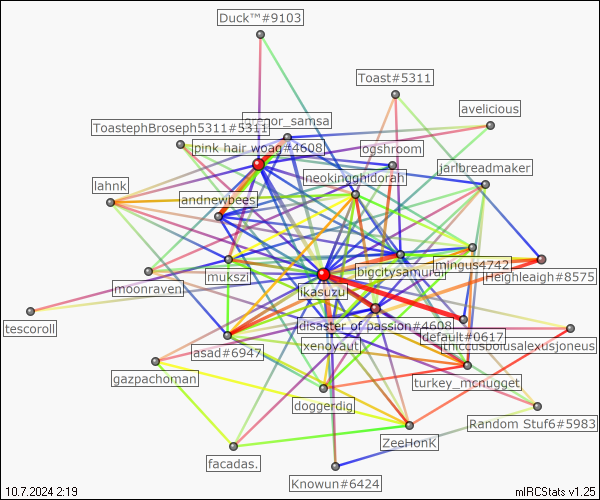 Duck™#9103
Toast#5311
avelicious
gregor_samsa
ToastephBroseph5311#5311
pink hair woag#4608
ogshroom
jarlbreadmaker
neokingghidorah
lahnk
andnewbees
mingus4742
bigcitysamurai
Heighleaigh#8575
mukszi
moonraven
ikasuzu
tescoroll
disaster of passion#4608
default#0617
xenovaut
asad#6947
gazpachoman
turkey_mcnugget
doggerdig
Random Stuf6#5983
ZeeHonk
facadas.
Knowun#6424
10.7.2024 2:19
mIRCStats v1.25